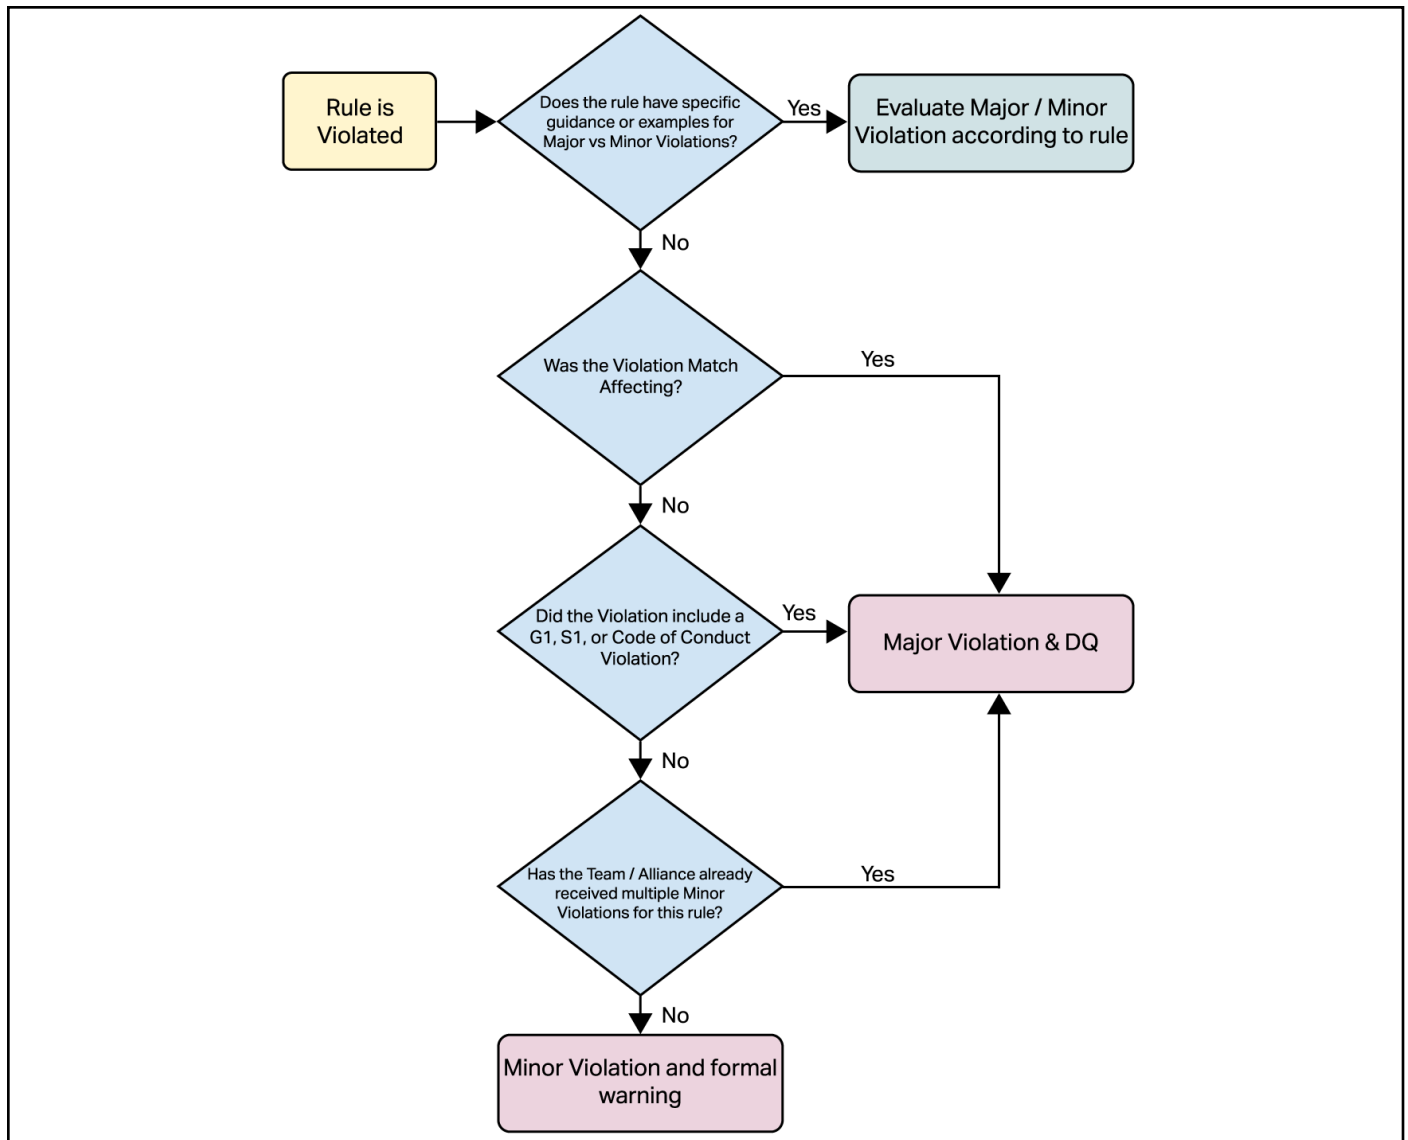 Rule is
Violated
Does the rule have specific
guidance or examples for
Major vs Minor Violations?
Yes
Evaluate Major / Minor
Violation according to rule
No
Was the Violation Match
Affecting?
Yes
No
Did the Violation include a
G1, S1, or Code of Conduct
Violation?
Yes
Major Violation & DQ
No
Has the Team / Alliance already
received multiple Minor
Violations for this rule?
Yes
No
Minor Violation and formal
warning